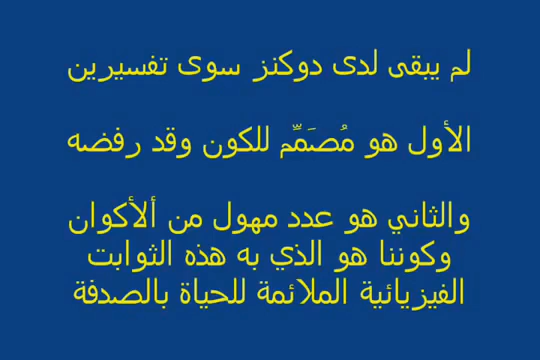 لم يبقى لدى دوكنز سوى تفسيرين
الأول هو مُصَمِّم للكون وقد رفضه
والثاني هو عدد مهول من ألأكوان
وكوننا هو الذي به هذه الثوابت
الفيزيائية الملائمة للحياة بالصدفة